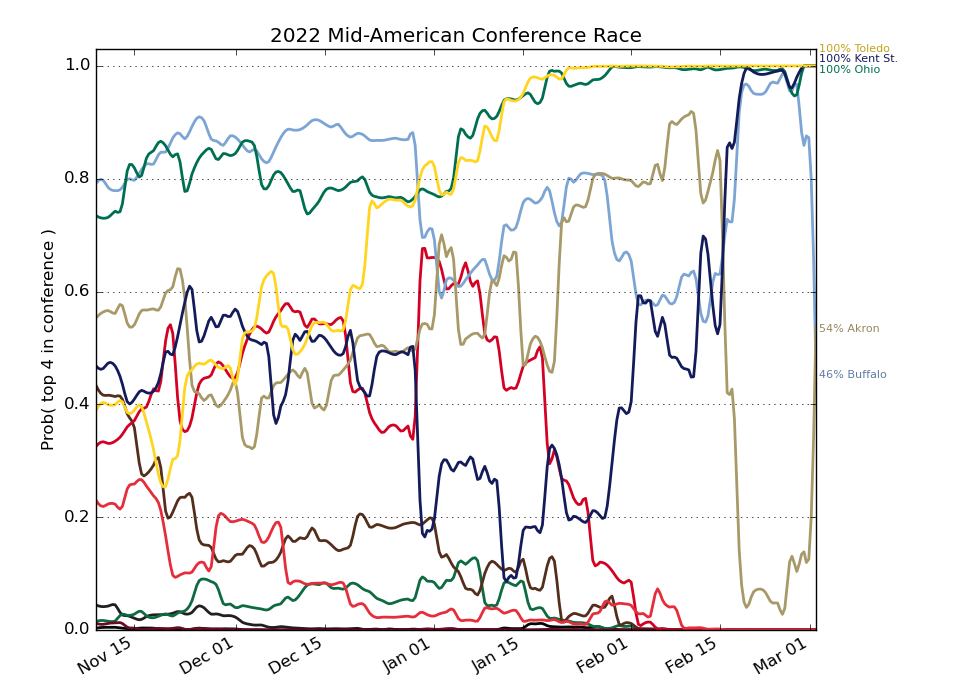 2022 Mid-American Conference Race
Prob( top 4 in conference )
1.0
0.8
0.6
0.4
0.2
0.0
Nov 15
Dec 01
Dec 15
Jan 01
Jan 15
Feb 01
Feb 15
Mar 01
100% Toledo
100% Kent St.
100% Ohio
54% Akron
46% Buffalo